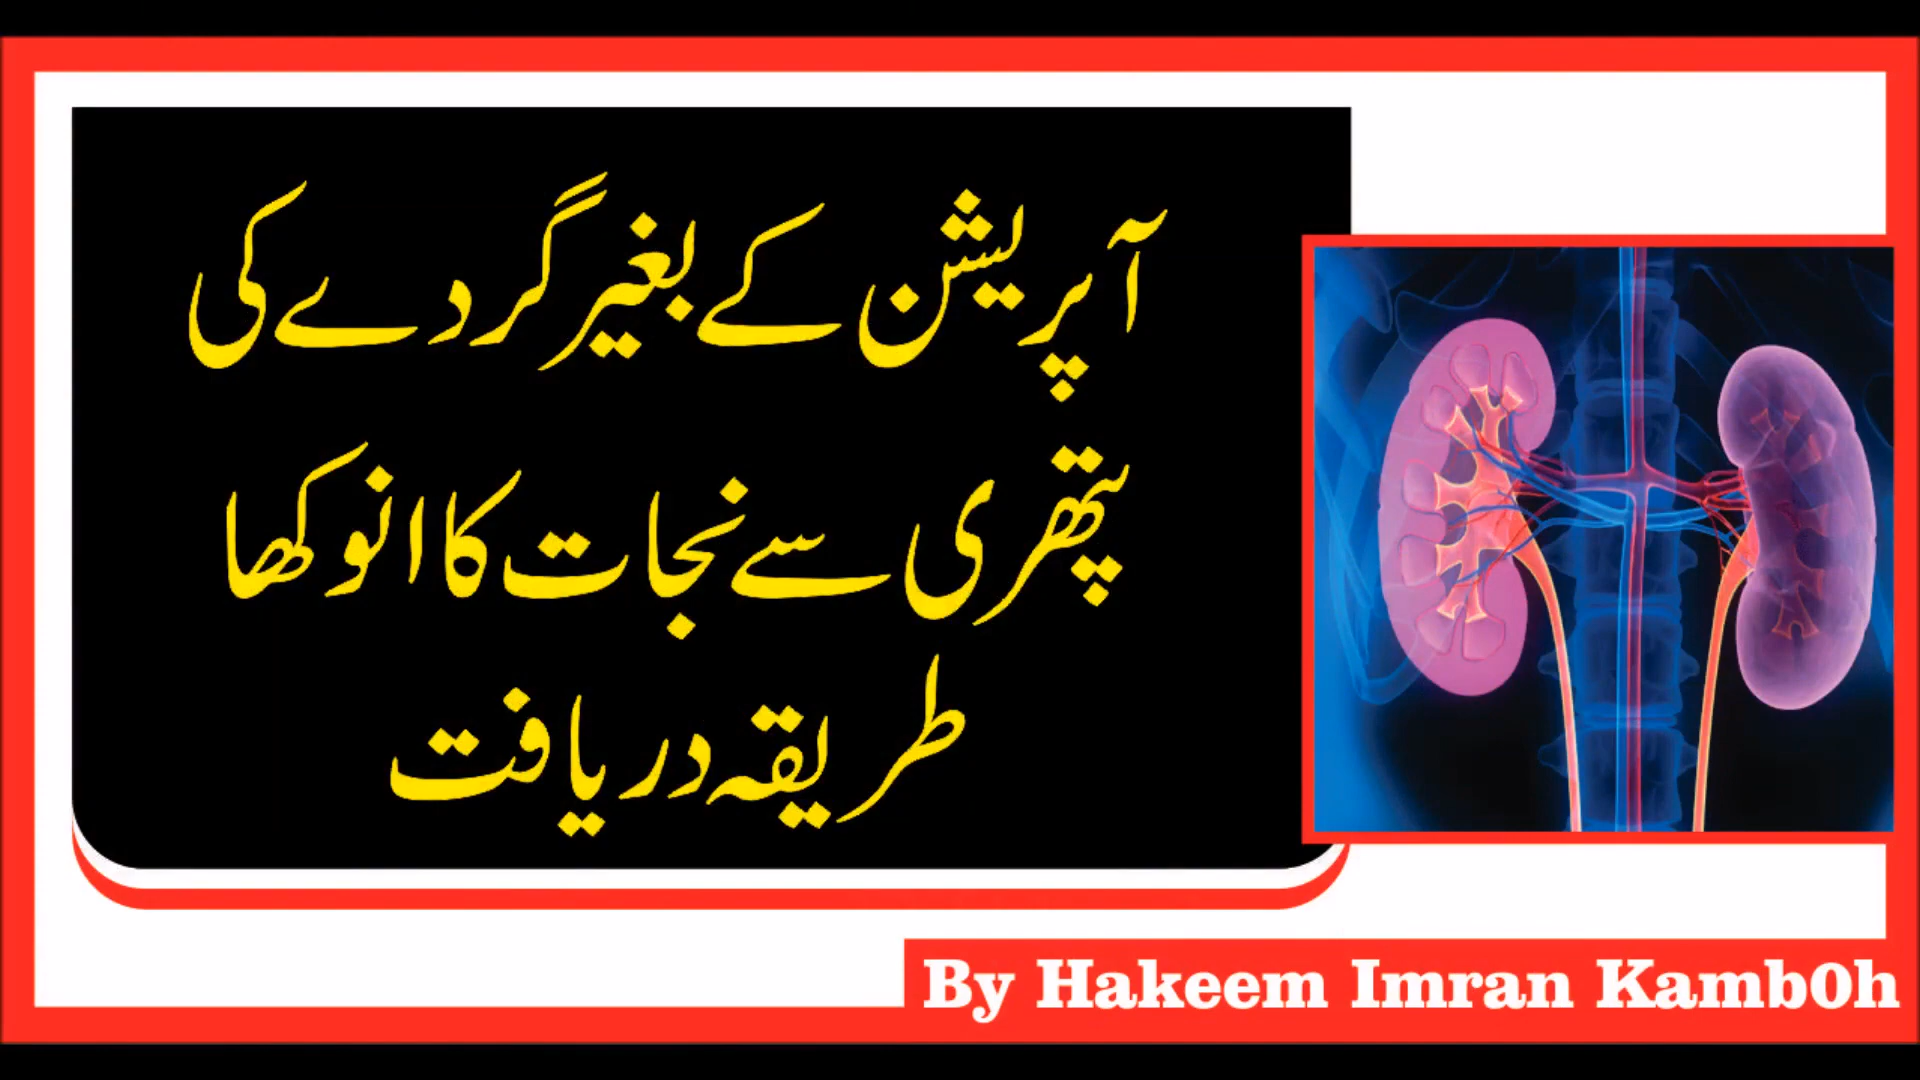 آپریشن کے بغیر گردے کی
پتھری سے نجات کا انوکھا
طریقہ دریافت
By Hakeem Imran Kamb0h